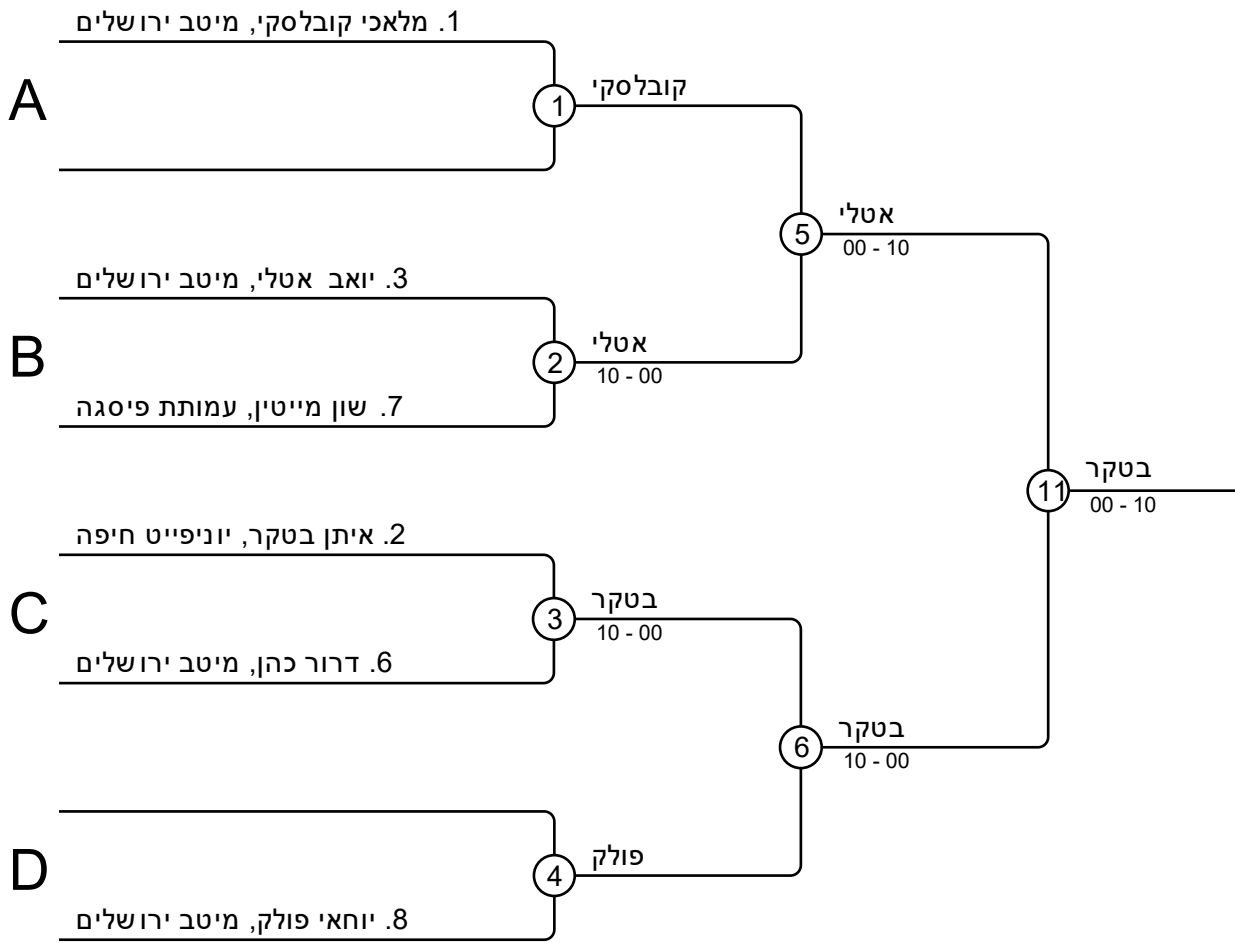 1. מלאכי קובלסקי, מיטב ירושלים
A
1
קובלסקי
5
אטלי
00 - 10
3. יואב אטלי, מיטב ירושלים
B
2
אטלי
10 - 00
7. שון מייטין, עמותת פיסגה
11
בטקר
00 - 10
2. איתן בטקר, יוניפייט חיפה
C
3
בטקר
10 - 00
6. דרור כהן, מיטב ירושלים
6
בטקר
10 - 00
D
4
פולק
8. יוחאי פולק, מיטב ירושלים